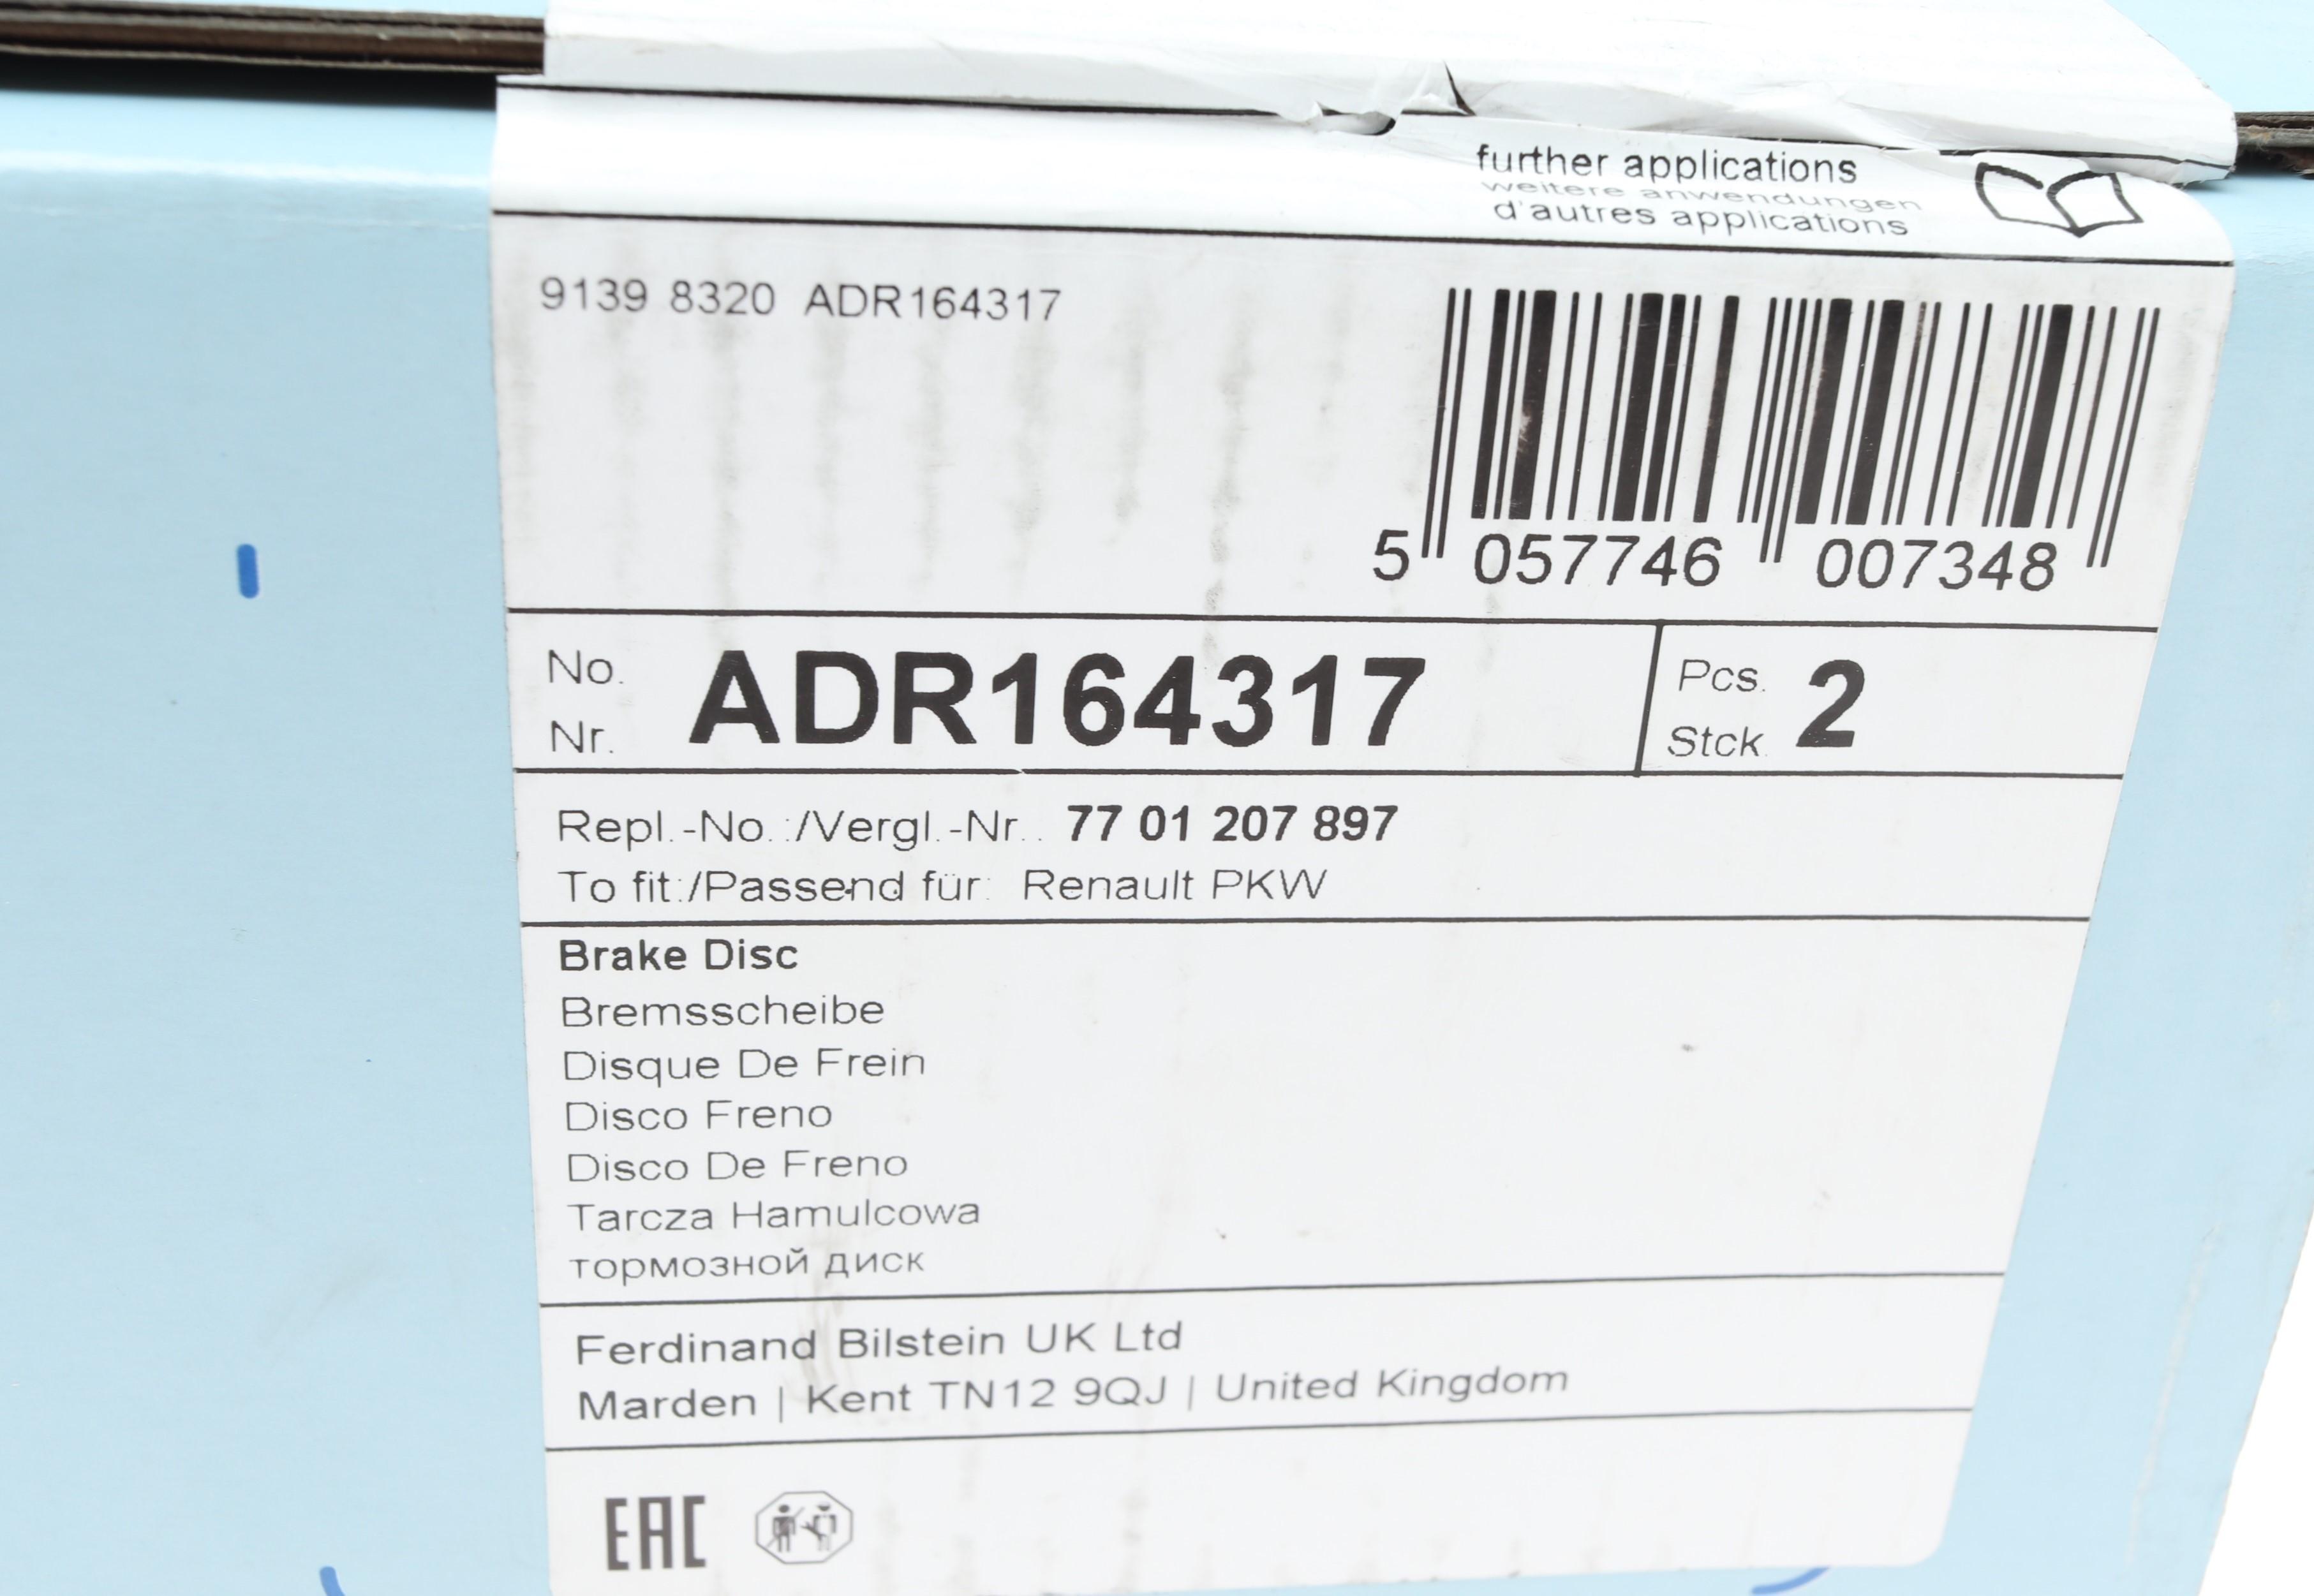 further applications
weitere anwendungen
d'autres applications
9139 8320 ADR164317
5 057746 007348
No.
Nr. ADR164317
Pcs.
Stck. 2
Repl.-No.:/Vergl.-Nr.: 77 01 207 897
To fit:/Passend für: Renault PKW
Brake Disc
Bremsscheibe
Disque De Frein
Disco Freno
Disco De Freno
Tarcza Hamulcowa
тормозной диск
Ferdinand Bilstein UK Ltd
Marden | Kent TN12 9QJ | United Kingdom
EAC